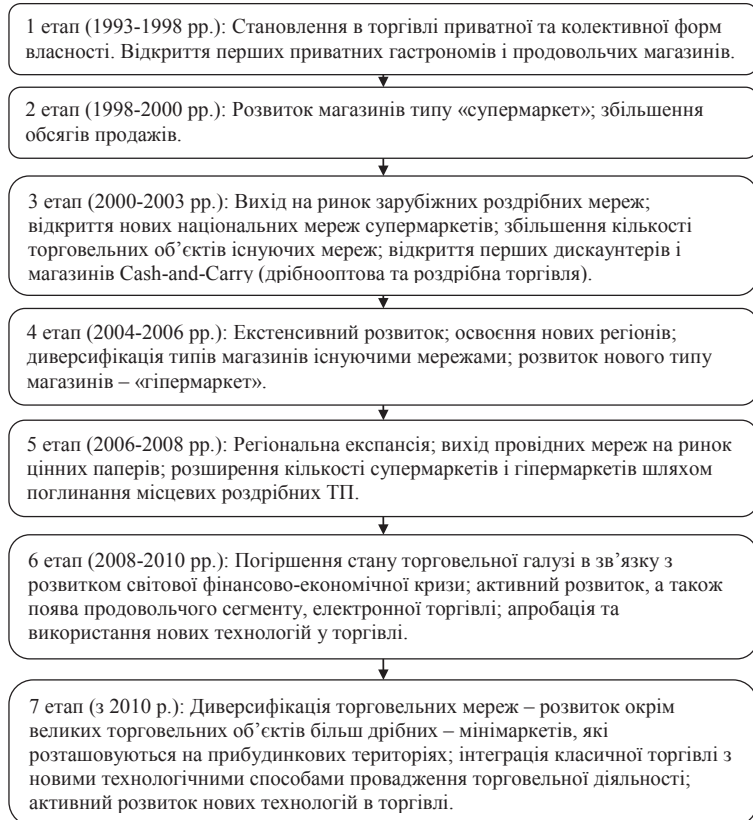 1 етап (1993-1998 рр.): Становлення в торгівлі приватної та колективної форм
власності. Відкриття перших приватних гастрономів і продовольчих магазинів.
2 етап (1998-2000 рр.): Розвиток магазинів типу «супермаркет»; збільшення
обсягів продажів.
3 етап (2000-2003 рр.): Вихід на ринок зарубіжних роздрібних мереж;
відкриття нових національних мереж супермаркетів; збільшення кількості
торговельних об’єктів існуючих мереж; відкриття перших дискаунтерів і
магазинів Cash-and-Carry (дрібнооптова та роздрібна торгівля).
4 етап (2004-2006 рр.): Екстенсивний розвиток; освоєння нових регіонів;
диверсифікація типів магазинів існуючими мережами; розвиток нового типу
магазинів – «гіпермаркет».
5 етап (2006-2008 рр.): Регіональна експансія; вихід провідних мереж на ринок
цінних паперів; розширення кількості супермаркетів і гіпермаркетів шляхом
поглинання місцевих роздрібних ТП.
6 етап (2008-2010 рр.): Погіршення стану торговельної галузі в зв’язку з
розвитком світової фінансово-економічної кризи; активний розвиток, а також
поява продовольчого сегменту, електронної торгівлі; апробація та
використання нових технологій у торгівлі.
7 етап (з 2010 р.): Диверсифікація торговельних мереж – розвиток окрім
великих торговельних об’єктів більш дрібних – мінімаркетів, які
розташовуються на прибудинкових територіях; інтеграція класичної торгівлі з
новими технологічними способами провадження торговельної діяльності;
активний розвиток нових технологій в торгівлі.